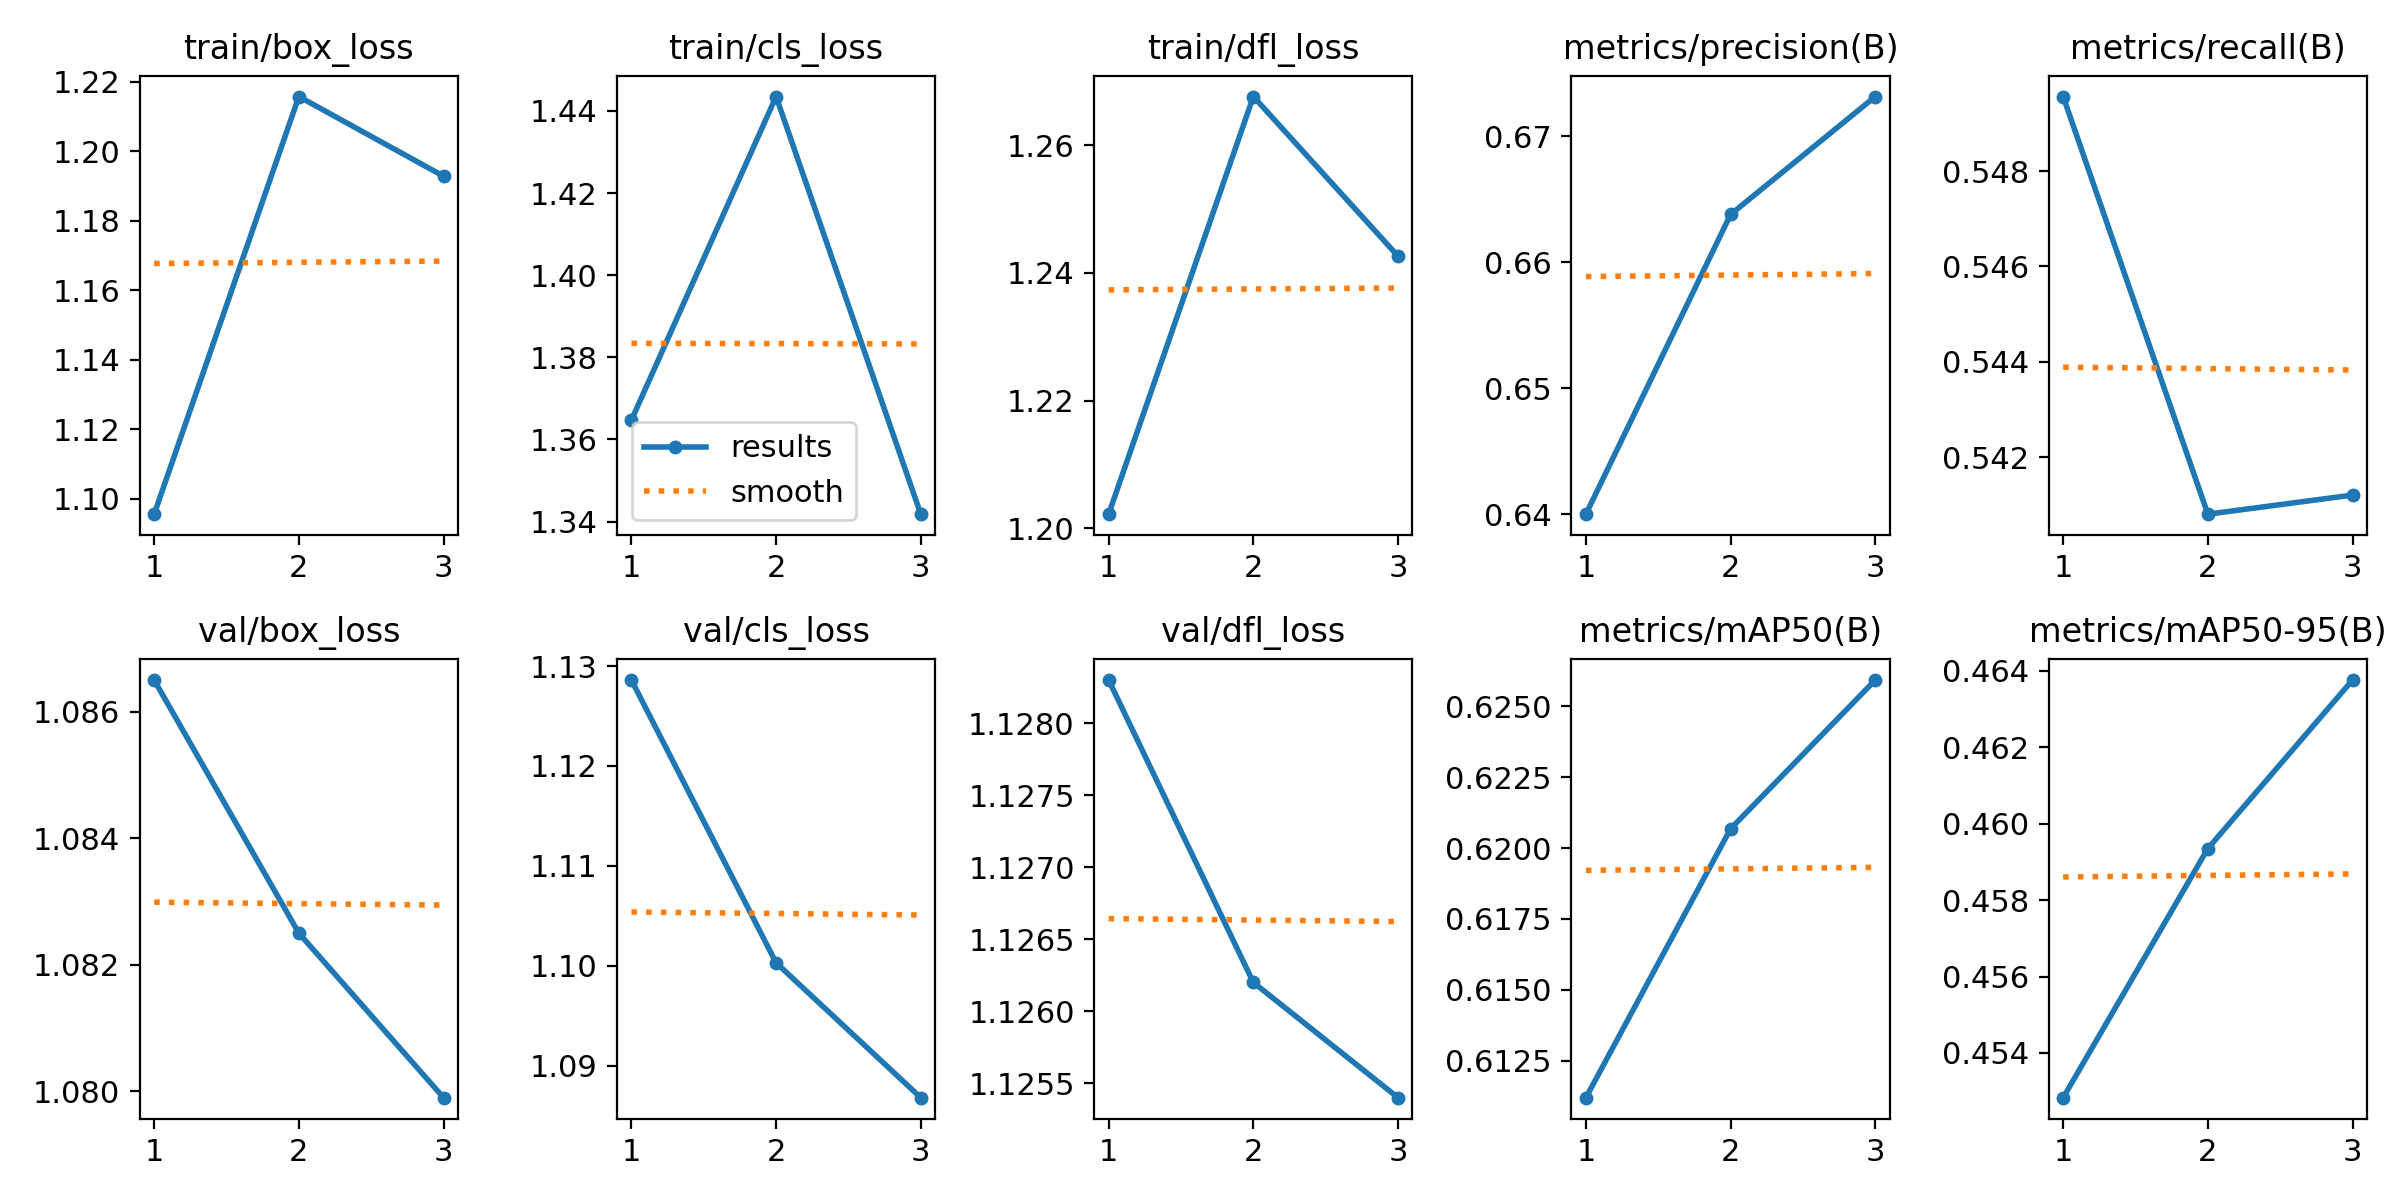 train/box_loss
1.22
1.20
1.18
1.16
1.14
1.12
1.10
1 2 3
train/cls_loss
1.44
1.42
1.40
1.38
1.36
1.34
results
smooth
1 2 3
train/dfl_loss
1.26
1.24
1.22
1.20
1 2 3
metrics/precision(B)
0.67
0.66
0.65
0.64
1 2 3
metrics/recall(B)
0.548
0.546
0.544
0.542
1 2 3
val/box_loss
1.086
1.084
1.082
1.080
1 2 3
val/cls_loss
1.13
1.12
1.11
1.10
1.09
1 2 3
val/dfl_loss
1.1280
1.1275
1.1270
1.1265
1.1260
1.1255
1 2 3
metrics/mAP50(B)
0.6250
0.6225
0.6200
0.6175
0.6150
0.6125
1 2 3
metrics/mAP50-95(B)
0.464
0.462
0.460
0.458
0.456
0.454
1 2 3